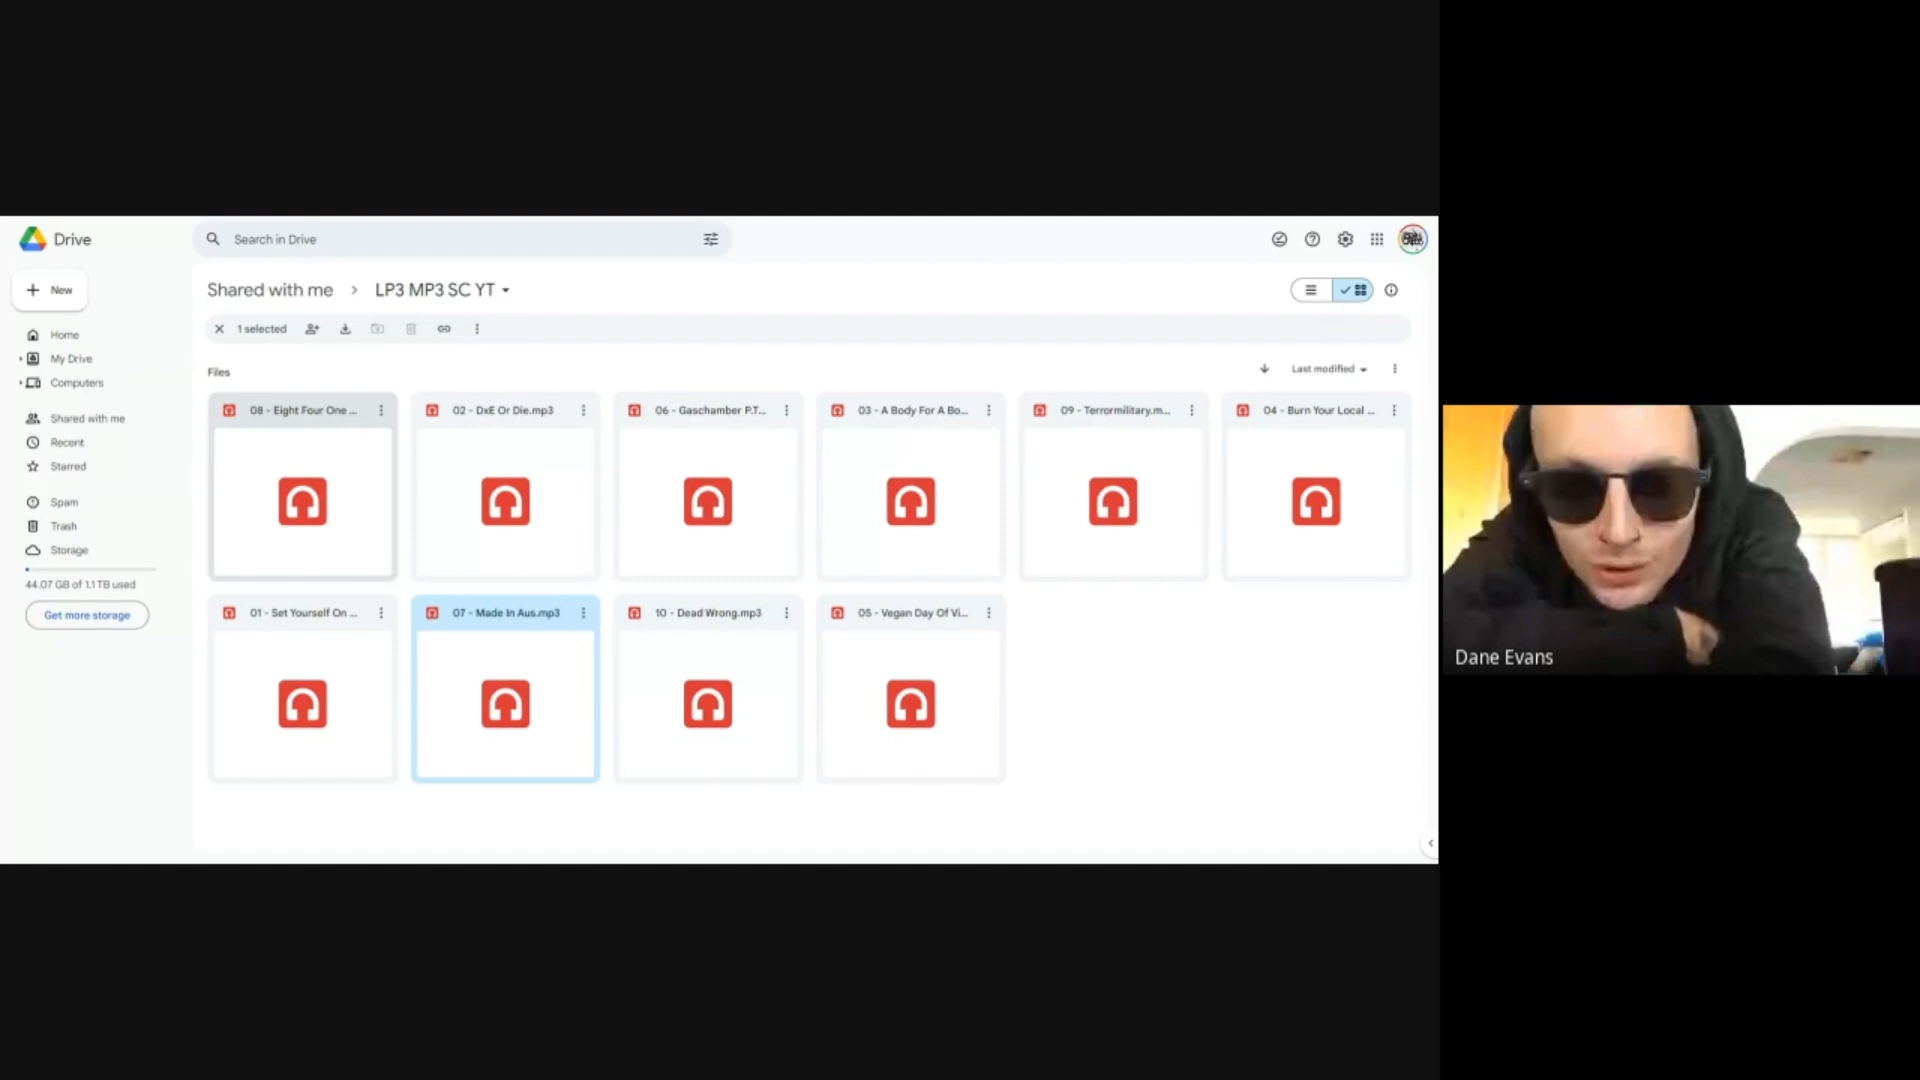 Drive
Search in Drive
New
Shared with me > LP3 MP3 SC YT
1 selected
Home
My Drive
Computers
Shared with me
Recent
Starred
Spam
Trash
Storage
44.07 GB of 1.1 TB used
Get more storage
Files
Last modified
08 - Eight Four One ...
02 - DxE Or Die.mp3
06 - Gaschamber P.T...
03 - A Body For A Bo...
09 - Terrormilitary.m...
04 - Burn Your Local ...
01 - Set Yourself On ...
07 - Made In Aus.mp3
10 - Dead Wrong.mp3
05 - Vegan Day Of Vi...
Dane Evans